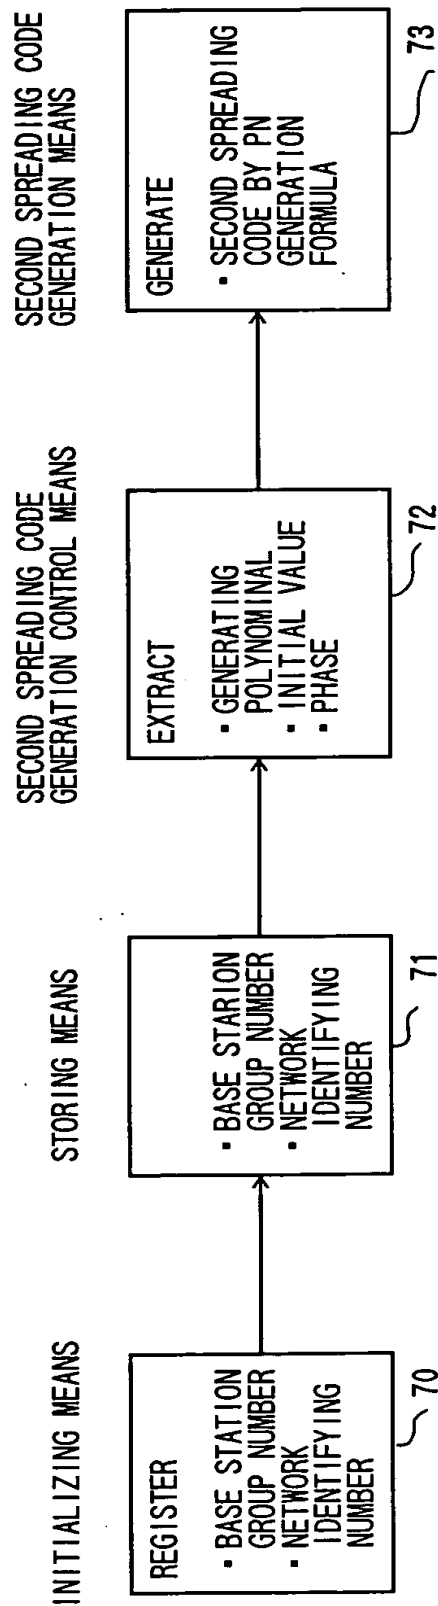 INITIALIZING MEANS
REGISTER
· BASE STATION
GROUP NUMBER
· NETWORK
IDENTIFYING
NUMBER
70
STORING MEANS
· BASE STARION
GROUP NUMBER
· NETWORK
IDENTIFYING
NUMBER
71
SECOND SPREADING CODE
GENERATION CONTROL MEANS
EXTRACT
· GENERATING
POLYNOMINAL
· INITIAL VALUE
· PHASE
72
SECOND SPREADING CODE
GENERATION MEANS
GENERATE
· SECOND SPREADING
CODE BY PN
GENERATION
FORMULA
73